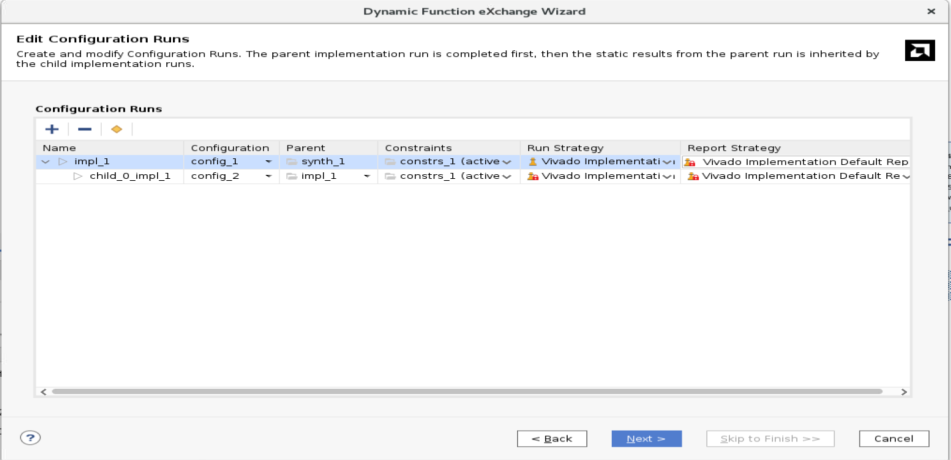 Dynamic Function eXchange Wizard
Edit Configuration Runs
Create and modify Configuration Runs. The parent implementation run is completed first, then the static results from the parent run is inherited by
the child implementation runs.
Configuration Runs
Name Configuration Parent Constraints Run Strategy Report Strategy
impl_1 config_1 synth_1 constrs_1 (active Vivado Implementati Vivado Implementation Default Rep
child_0_impl_1 config_2 impl_1 constrs_1 (active Vivado Implementati Vivado Implementation Default Re
? < Back Next > Skip to Finish >> Cancel